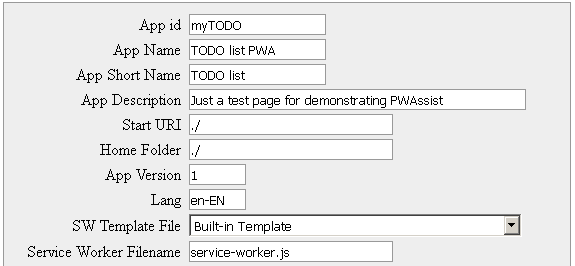 App id myTODO
App Name TODO list PWA
App Short Name TODO list
App Description Just a test page for demonstrating PWAssist
Start URI ./
Home Folder ./
App Version 1
Lang en-EN
SW Template File Built-in Template
Service Worker Filename service-worker.js